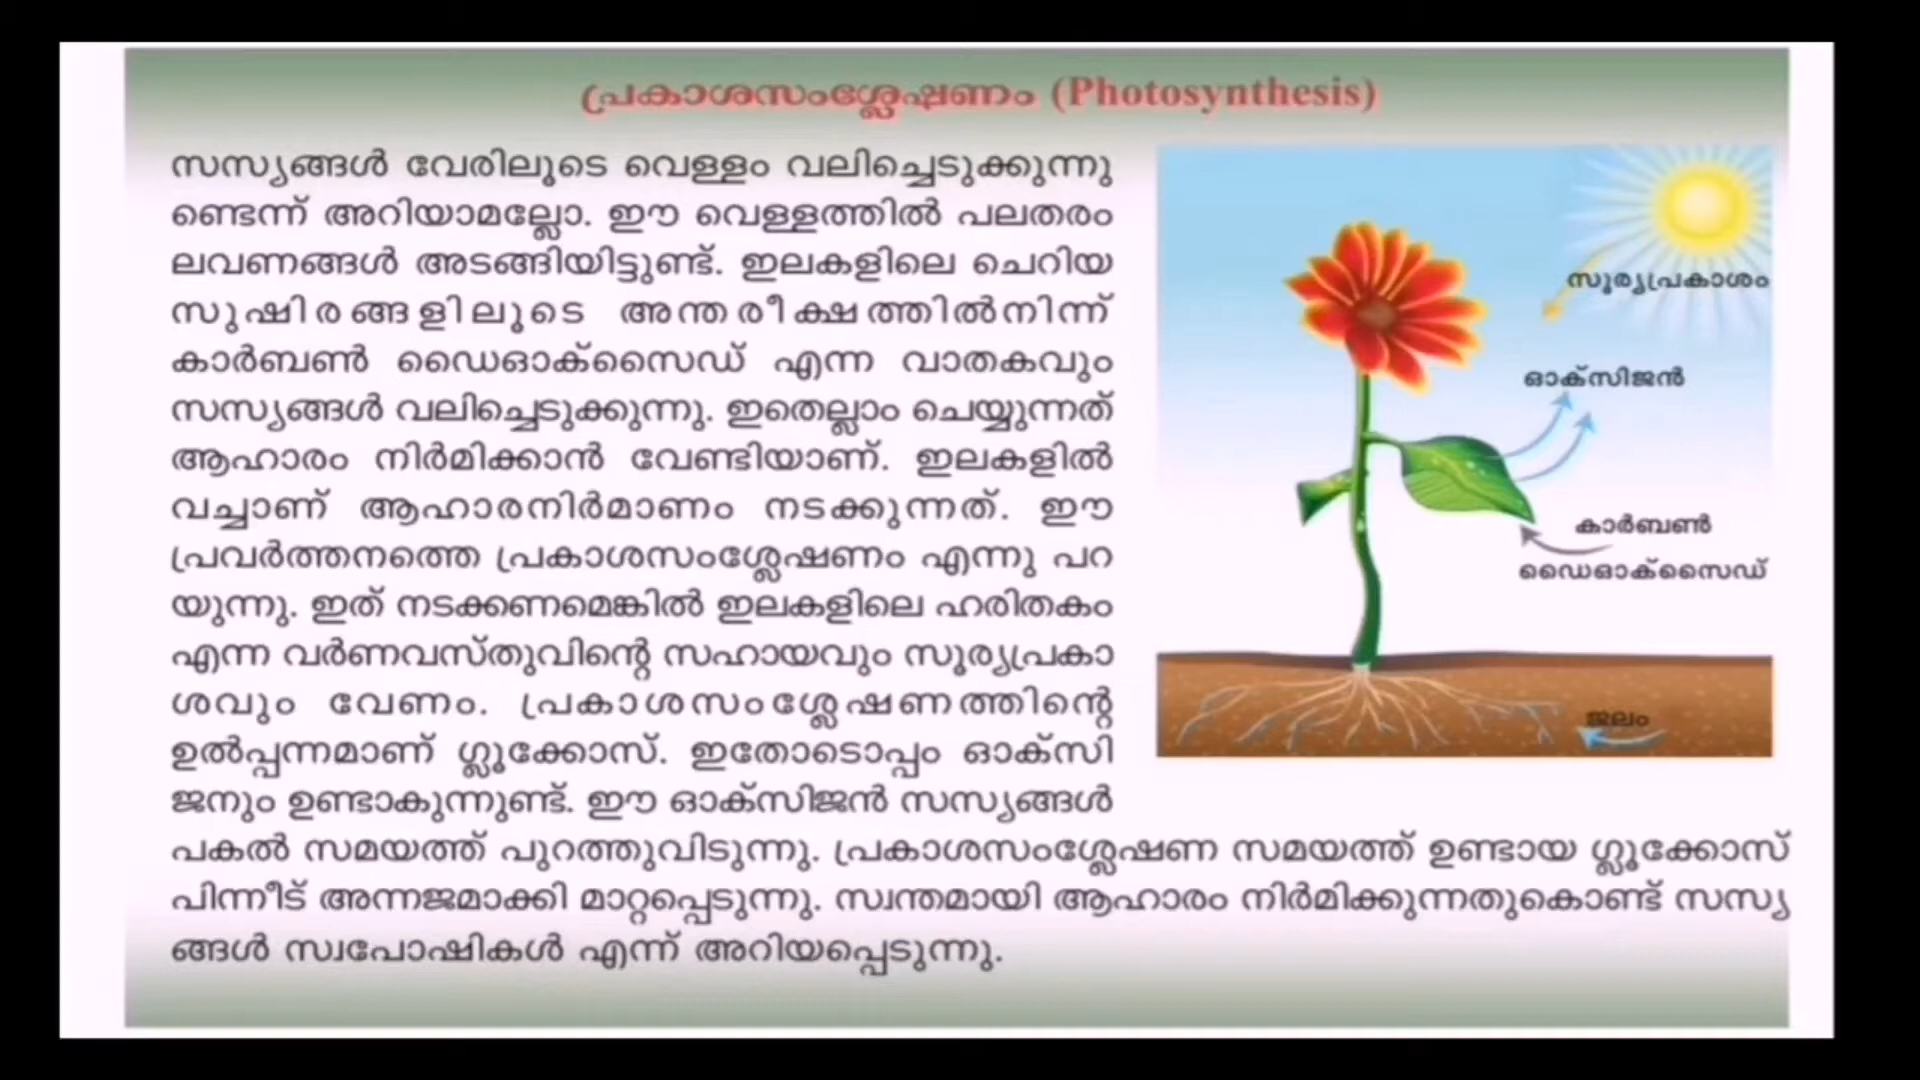 പ്രകാശസംശ്ലേഷണം (Photosynthesis)
സസ്യങ്ങൾ വേരിലൂടെ വെള്ളം വലിച്ചെടുക്കുന്നു
ണ്ടെന്ന് അറിയാമല്ലോ. ഈ വെള്ളത്തിൽ പലതരം
ലവണങ്ങൾ അടങ്ങിയിട്ടുണ്ട്. ഇലകളിലെ ചെറിയ
സുഷിരങ്ങളിലൂടെ അന്തരീക്ഷത്തിൽനിന്ന്
കാർബൺ ഡൈഓക്സൈഡ് എന്ന വാതകവും
സസ്യങ്ങൾ വലിച്ചെടുക്കുന്നു. ഇതെല്ലാം ചെയ്യുന്നത്
ആഹാരം നിർമിക്കാൻ വേണ്ടിയാണ്. ഇലകളിൽ
വച്ചാണ് ആഹാരനിർമാണം നടക്കുന്നത്. ഈ
പ്രവർത്തനത്തെ പ്രകാശസംശ്ലേഷണം എന്നു പറ
യുന്നു. ഇത് നടക്കണമെങ്കിൽ ഇലകളിലെ ഹരിതകം
എന്ന വർണവസ്തുവിന്റെ സഹായവും സൂര്യപ്രകാ
ശവും വേണം. പ്രകാശസംശ്ലേഷണത്തിന്റെ
ഉൽപ്പന്നമാണ് ഗ്ലൂക്കോസ്. ഇതോടൊപ്പം ഓക്സി
ജനും ഉണ്ടാകുന്നുണ്ട്. ഈ ഓക്സിജൻ സസ്യങ്ങൾ
പകൽ സമയത്ത് പുറത്തുവിടുന്നു. പ്രകാശസംശ്ലേഷണ സമയത്ത് ഉണ്ടായ ഗ്ലൂക്കോസ്
പിന്നീട് അന്നജമാക്കി മാറ്റപ്പെടുന്നു. സ്വന്തമായി ആഹാരം നിർമിക്കുന്നതുകൊണ്ട് സസ്യ
ങ്ങൾ സ്വപോഷികൾ എന്ന് അറിയപ്പെടുന്നു.
സൂര്യപ്രകാശം
ഓക്സിജൻ
കാർബൺ
ഡൈഓക്സൈഡ്
ജലം